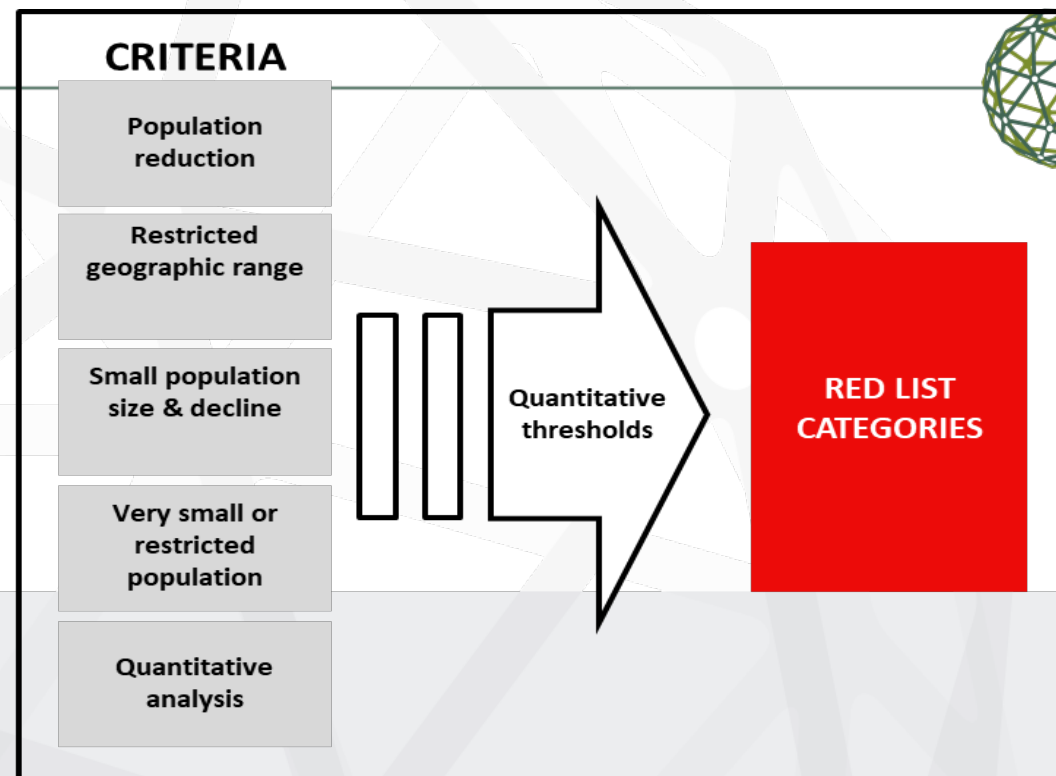 CRITERIA
Population
reduction
Restricted
geographic range
Small population
size & decline
Very small or
restricted
population
Quantitative
analysis
Quantitative
thresholds
RED LIST
CATEGORIES